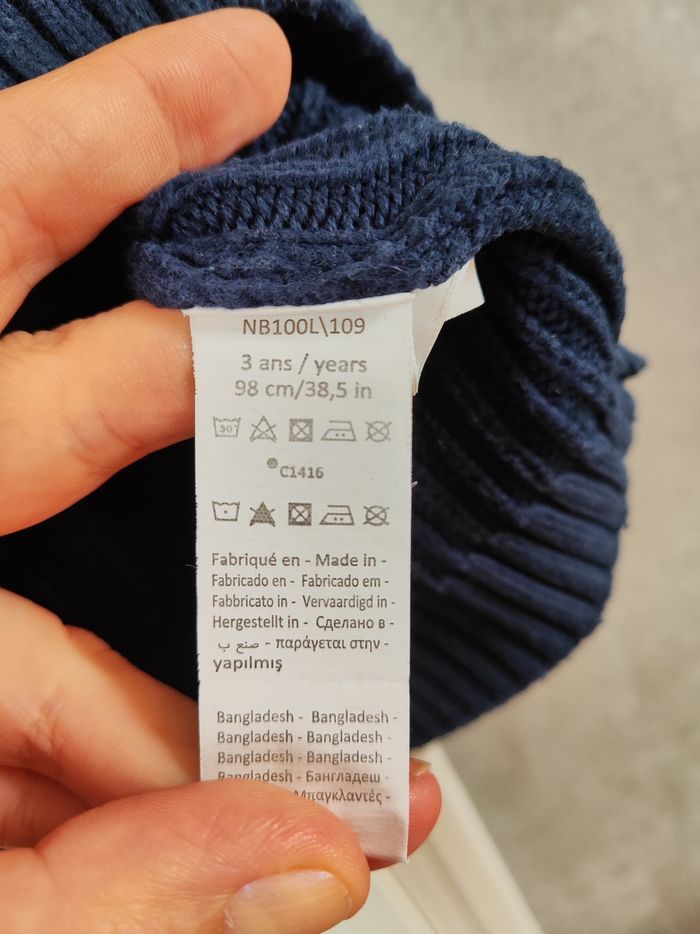 NB100L\109
3 ans / years
98 cm/38,5 in
30°
C1416
Fabriqué en - Made in -
Fabricado en - Fabricado em -
Fabbricato in - Vervaardigd in -
Hergestellt in - Сделано в -
صنع ب - παράγεται στην -
yapılmış
Bangladesh - Bangladesh -
Bangladesh - Bangladesh -
Bangladesh - Bangladesh -
Bangladesh - Бангладеш -
Μπαγκλαντές -